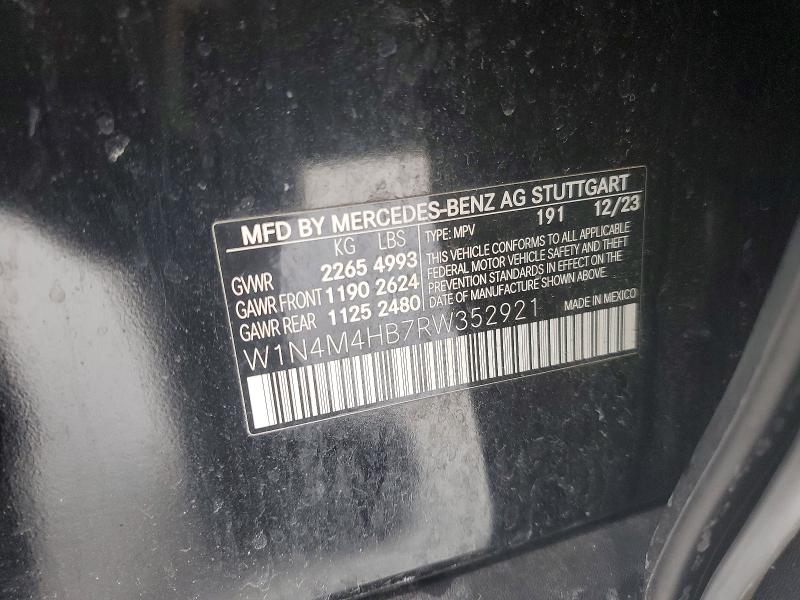 MFD BY MERCEDES-BENZ AG STUTTGART
KG LBS TYPE: MPV 191 12/23
GVWR 2265 4993
GAWR FRONT 1190 2624
GAWR REAR 1125 2480
THIS VEHICLE CONFORMS TO ALL APPLICABLE
FEDERAL MOTOR VEHICLE SAFETY AND THEFT
PREVENTION STANDARDS IN EFFECT ON THE
DATE OF MANUFACTURE SHOWN ABOVE.
W1N4M4HB7RW352921 MADE IN MEXICO